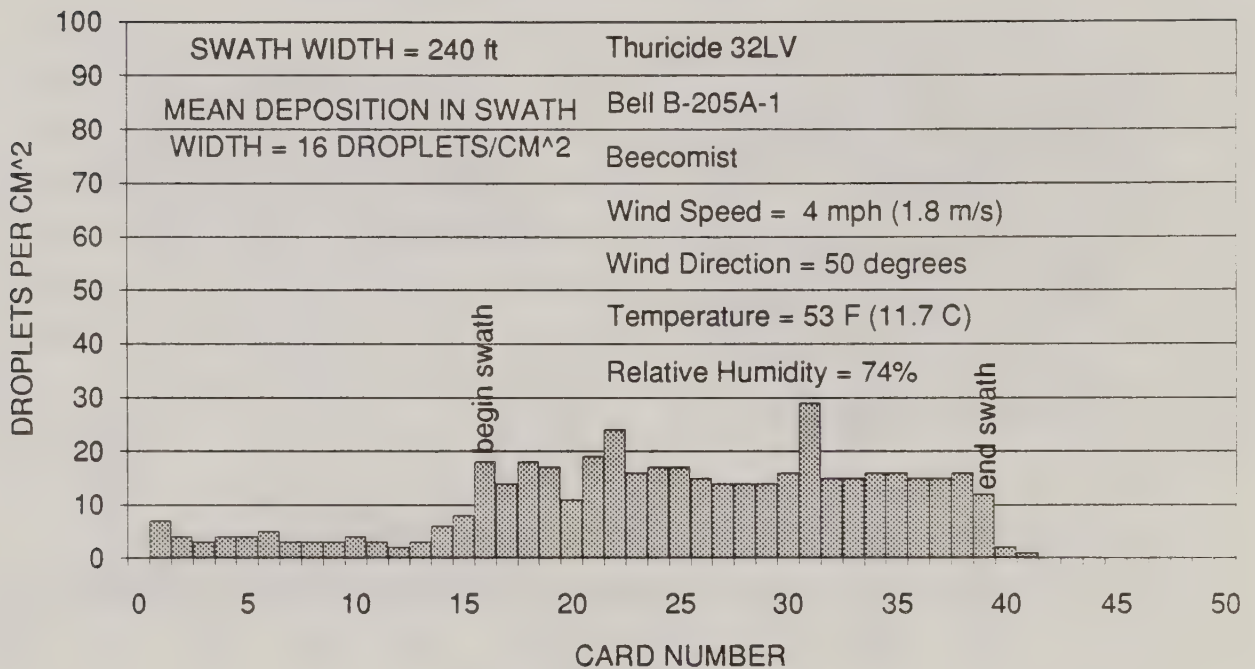 SWATH WIDTH = 240 ft
MEAN DEPOSITION IN SWATH
WIDTH = 16 DROPLETS/CM^2
Thuricide 32LV
Bell B-205A-1
Beecomist
Wind Speed = 4 mph (1.8 m/s)
Wind Direction = 50 degrees
Temperature = 53 F (11.7 C)
Relative Humidity = 74%
DROPLETS PER CM^2
100
90
80
70
60
50
40
30
20
10
0
begin swath
end swath
0 5 10 15 20 25 30 35 40 45 50
CARD NUMBER